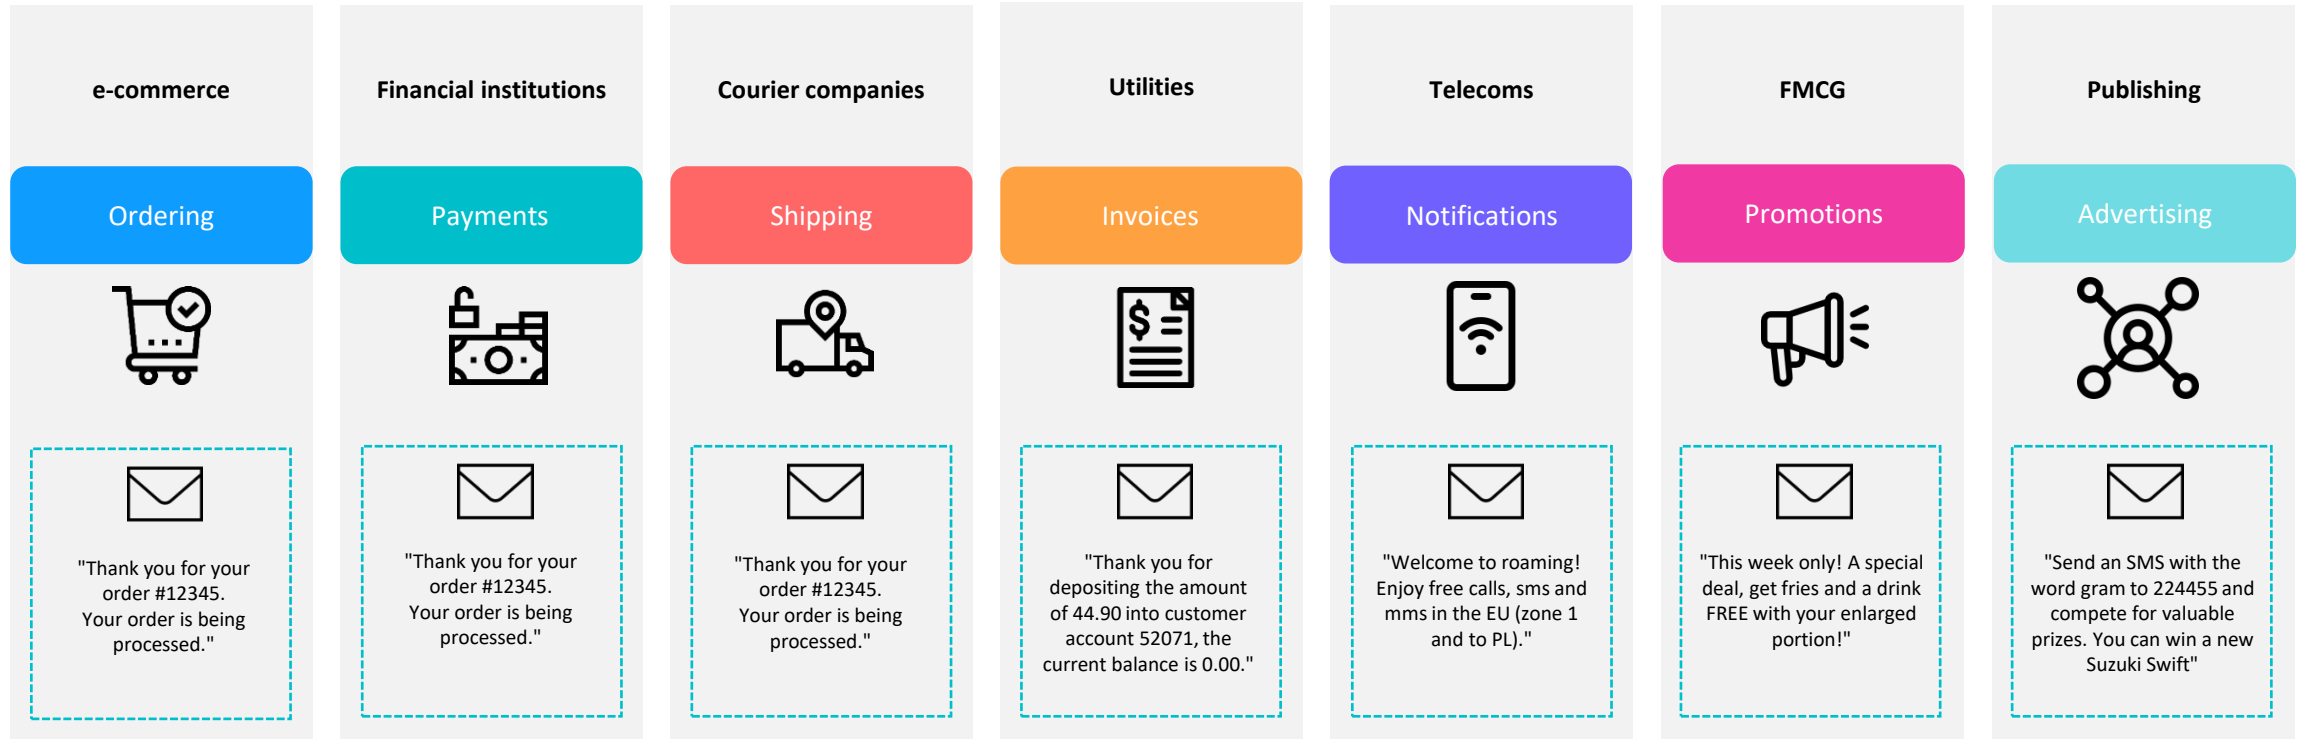 e-commerce
Ordering
"Thank you for your
order #12345.
Your order is being
processed."
Financial institutions
Payments
"Thank you for your
order #12345.
Your order is being
processed."
Courier companies
Shipping
"Thank you for your
order #12345.
Your order is being
processed."
Utilities
Invoices
"Thank you for
depositing the amount
of 44.90 into customer
account 52071, the
current balance is 0.00."
Telecoms
Notifications
"Welcome to roaming!
Enjoy free calls, sms and
mms in the EU (zone 1
and to PL)."
FMCG
Promotions
"This week only! A special
deal, get fries and a drink
FREE with your enlarged
portion!"
Publishing
Advertising
"Send an SMS with the
word gram to 224455 and
compete for valuable
prizes. You can win a new
Suzuki Swift"